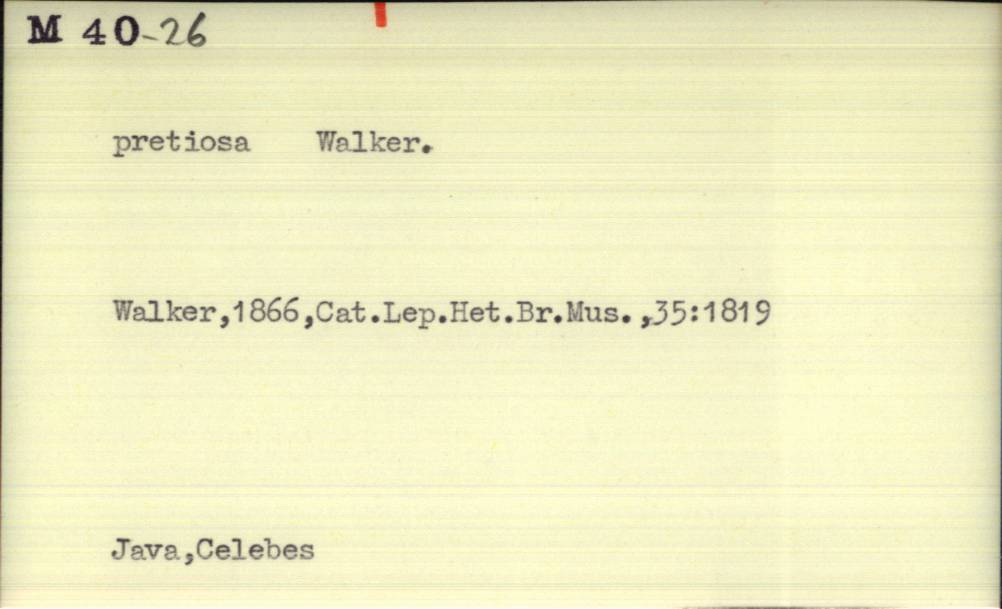 M 40-26
pretiosa Walker.
Walker,1866,Cat.Lep.Het.Br.Mus.,35:1819
Java,Celebes